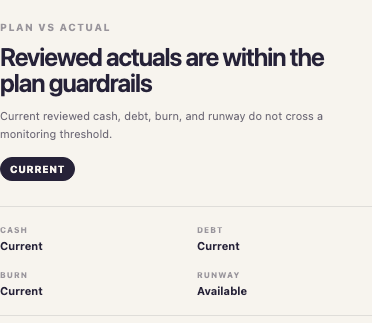 PLAN VS ACTUAL
Reviewed actuals are within the
plan guardrails
Current reviewed cash, debt, burn, and runway do not cross a
monitoring threshold.
CURRENT
CASH
Current
DEBT
Current
BURN
Current
RUNWAY
Available